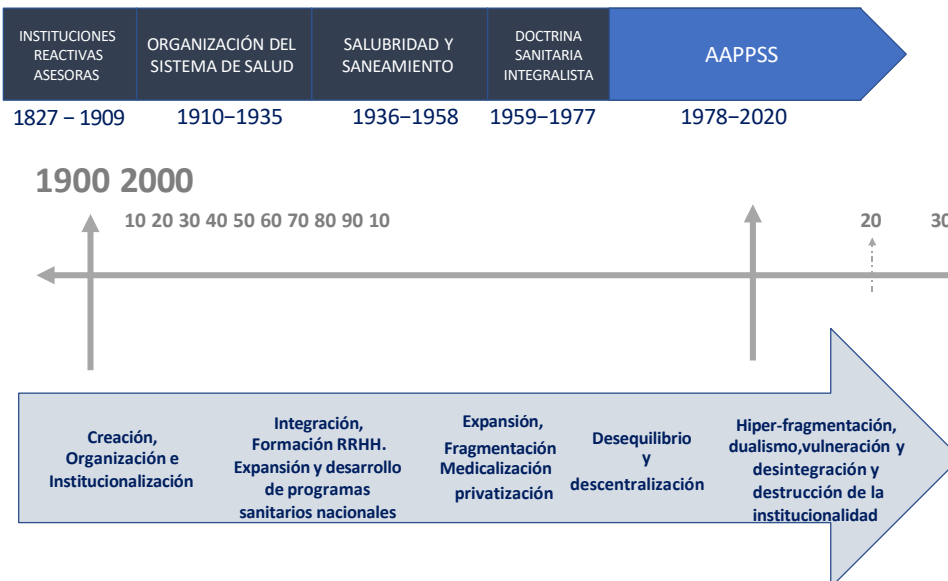 INSTITUCIONES
REACTIVAS
ASESORAS
ORGANIZACIÓN DEL
SISTEMA DE SALUD
SALUBRIDAD Y
SANEAMIENTO
DOCTRINA
SANITARIA
INTEGRALISTA
AAPPSS
1827 – 1909
1910–1935
1936–1958
1959–1977
1978–2020
1900 2000
10 20 30 40 50 60 70 80 90 10
20
30
Creación,
Organización e
Institucionalización
Integración,
Formación RRHH.
Expansión y desarrollo
de programas
sanitarios nacionales
Expansión,
Fragmentación
Medicalización
privatización
Desequilibrio
y
descentralización
Hiper-fragmentación,
dualismo,vulneración y
desintegración y
destrucción de la
institucionalidad